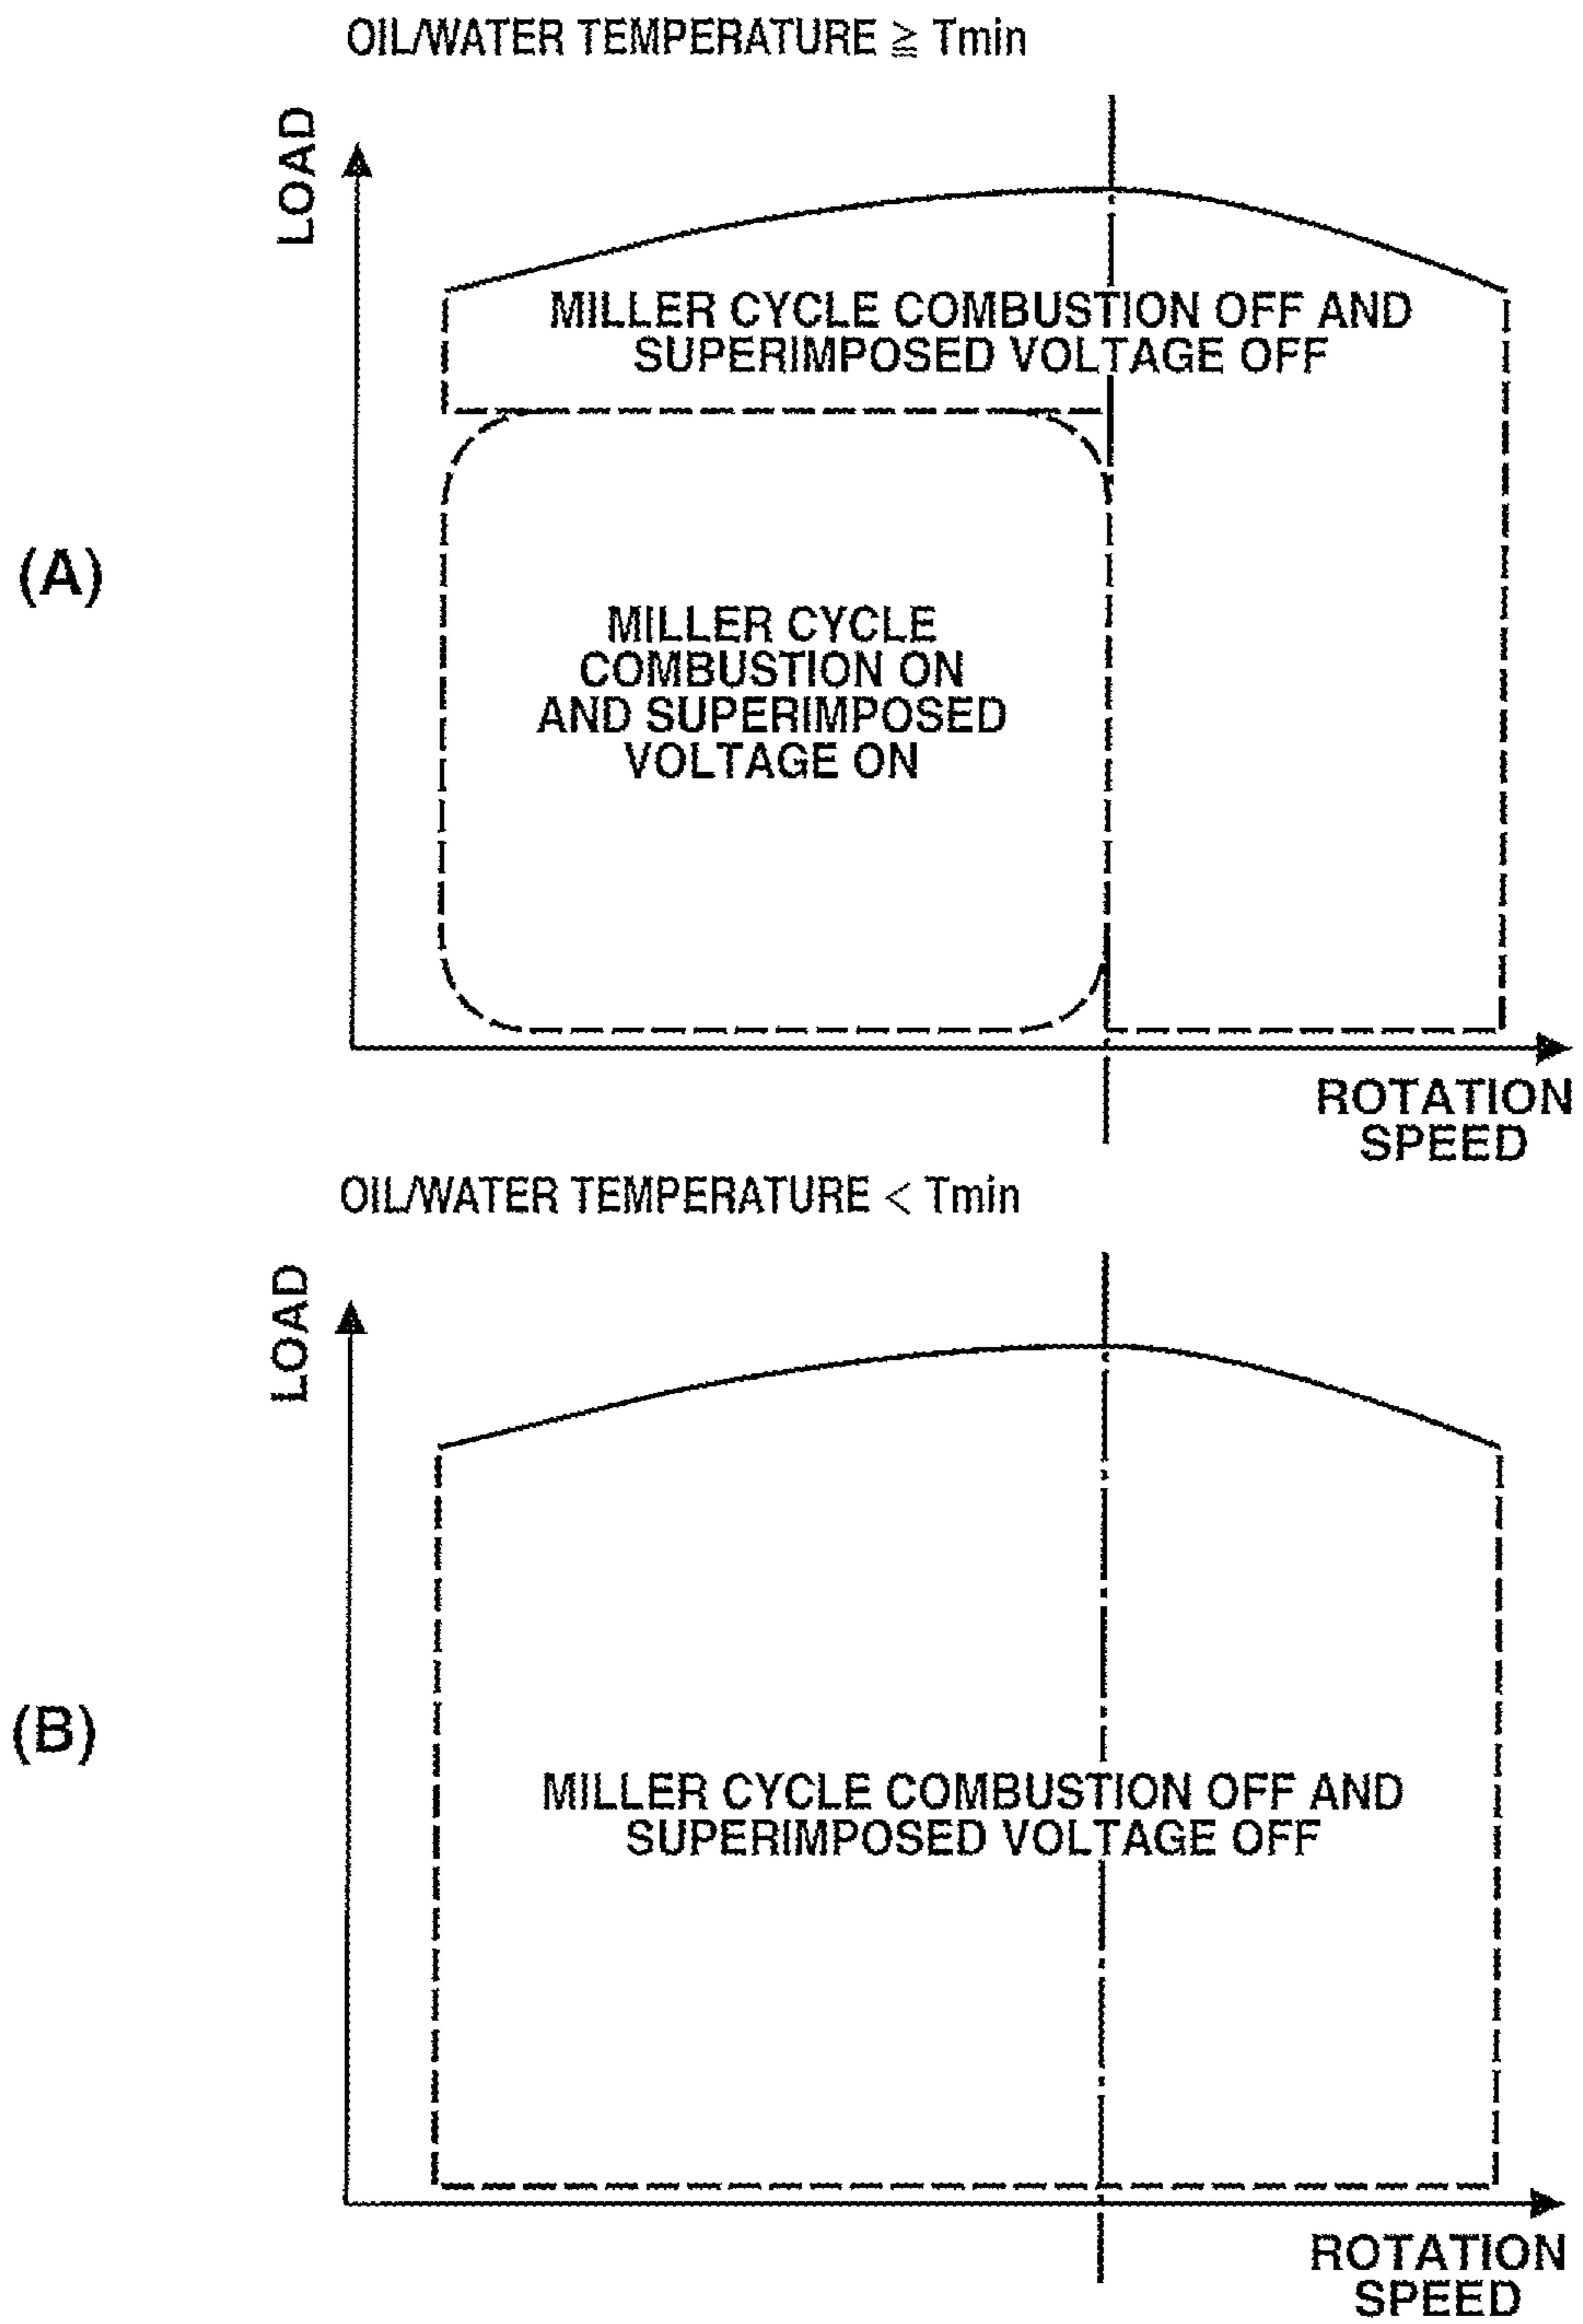 OIL/WATER TEMPERATURE ≧ Tmin
LOAD
MILLER CYCLE COMBUSTION OFF AND
SUPERIMPOSED VOLTAGE OFF
(A)
MILLER CYCLE
COMBUSTION ON
AND SUPERIMPOSED
VOLTAGE ON
ROTATION
SPEED
OIL/WATER TEMPERATURE < Tmin
LOAD
(B)
MILLER CYCLE COMBUSTION OFF AND
SUPERIMPOSED VOLTAGE OFF
ROTATION
SPEED